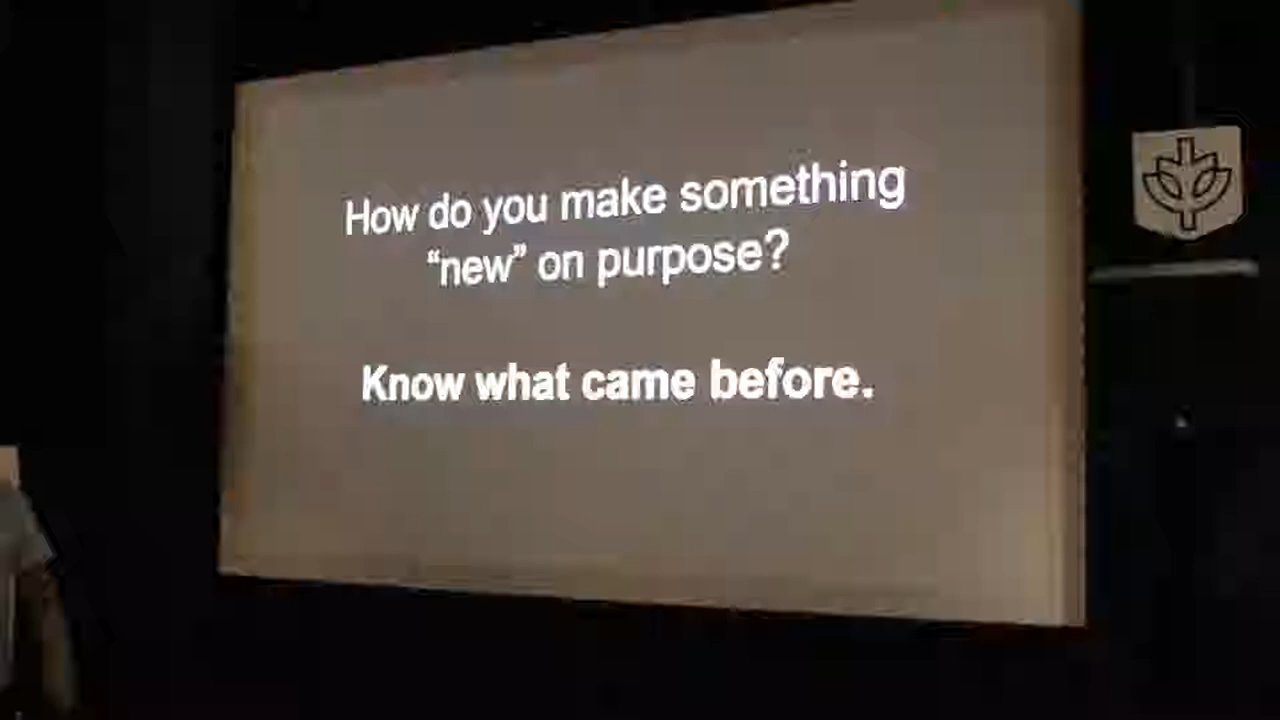 How do you make something
“new” on purpose?
Know what came before.